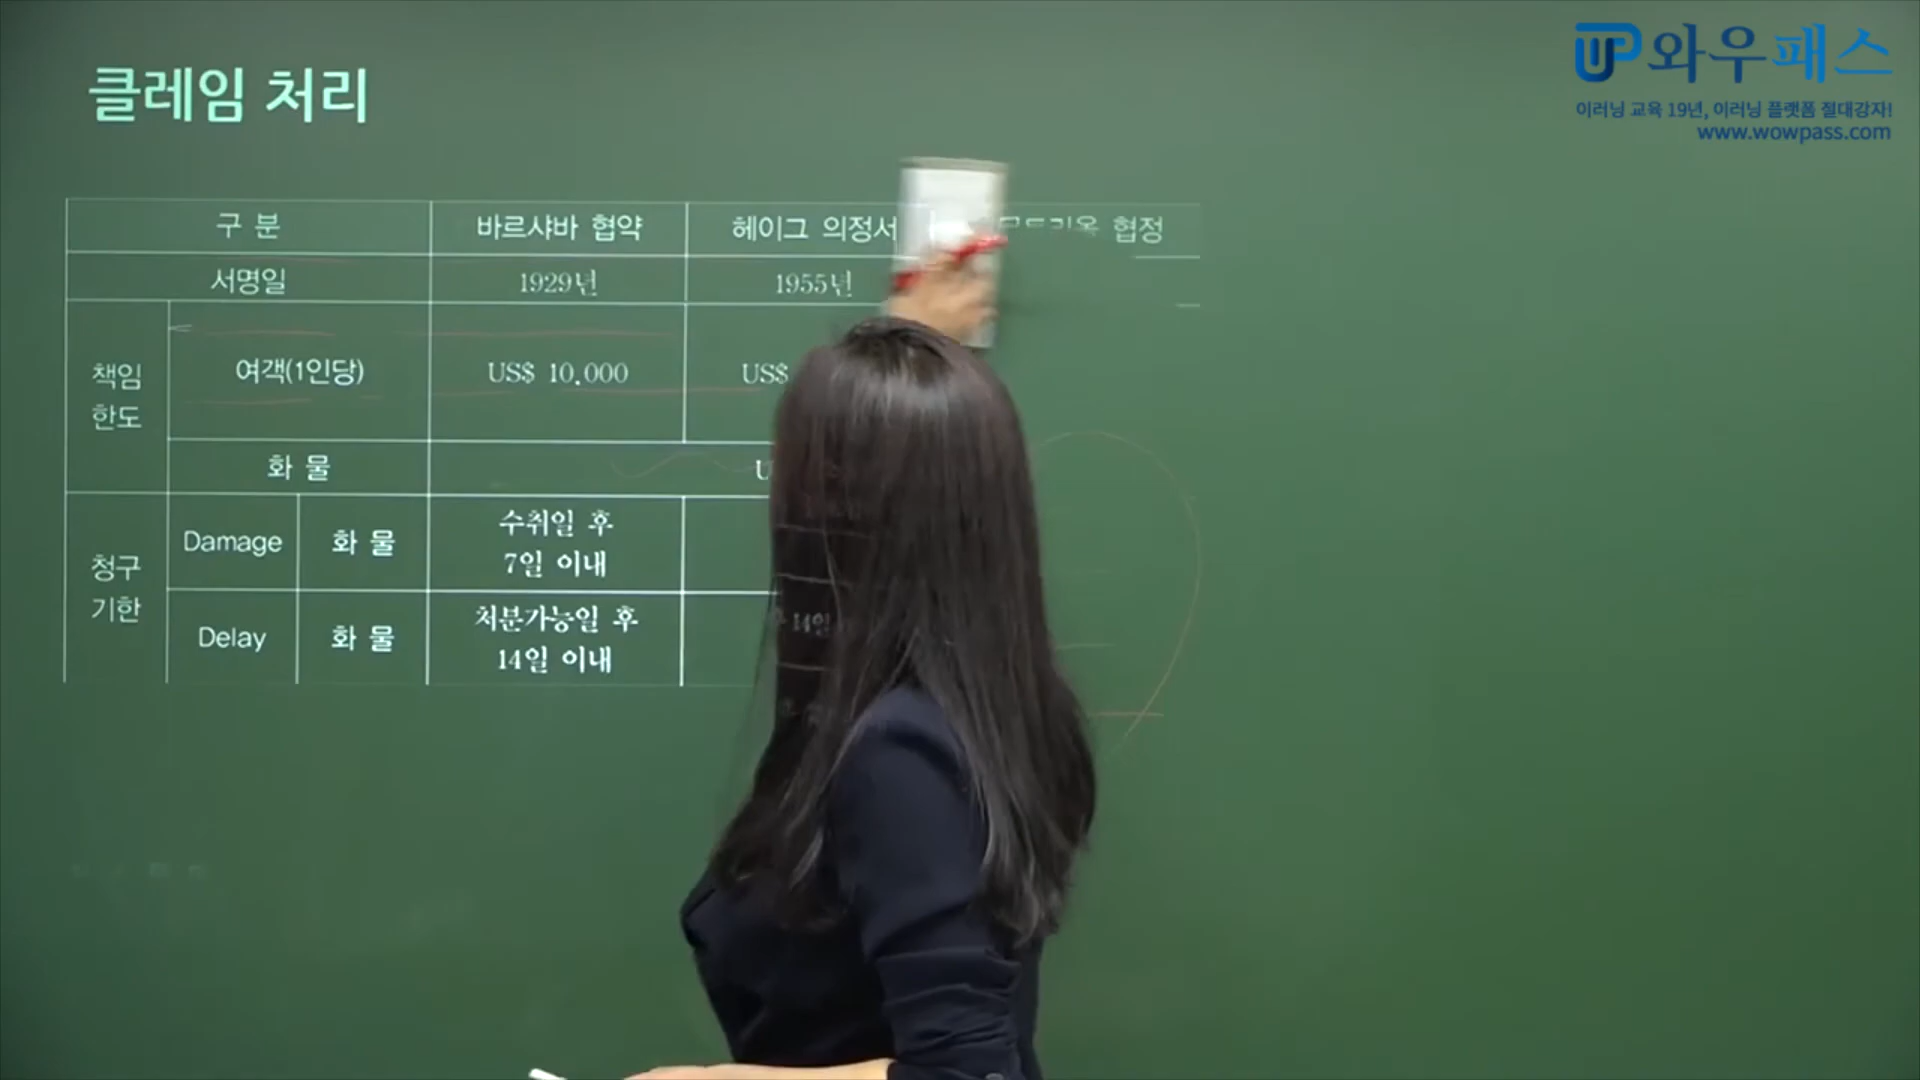 와우패스
이러닝 교육 19년, 이러닝 플랫폼 절대강자!
www.wowpass.com
클레임 처리
구 분 바르샤바 협약 헤이그 의정서 협정
서명일 1929년 1955년
책임 한도
여객(1인당) US$ 10.000 US$
화 물
청구 기한
Damage 화 물 수취일 후
7일 이내
Delay 화 물 처분가능일 후
14일 이내
14일